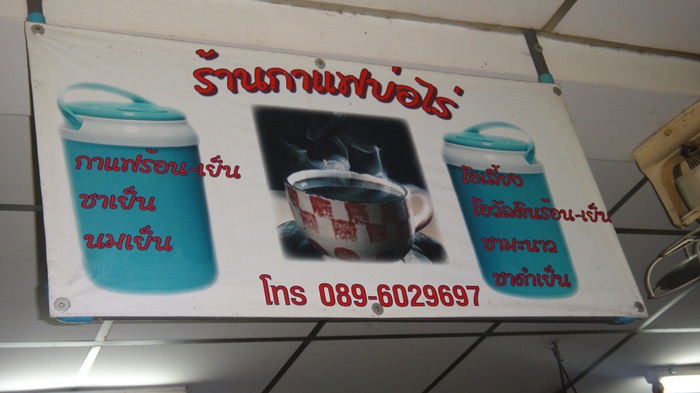 ร้านกาแฟบ่อไร่
กาแฟร้อน-เย็น
ชาเย็น
นมเย็น
โอเลี้ยง
โอวัลตินร้อน-เย็น
ชามะนาว
ชาดำเย็น
โทร 089-6029697